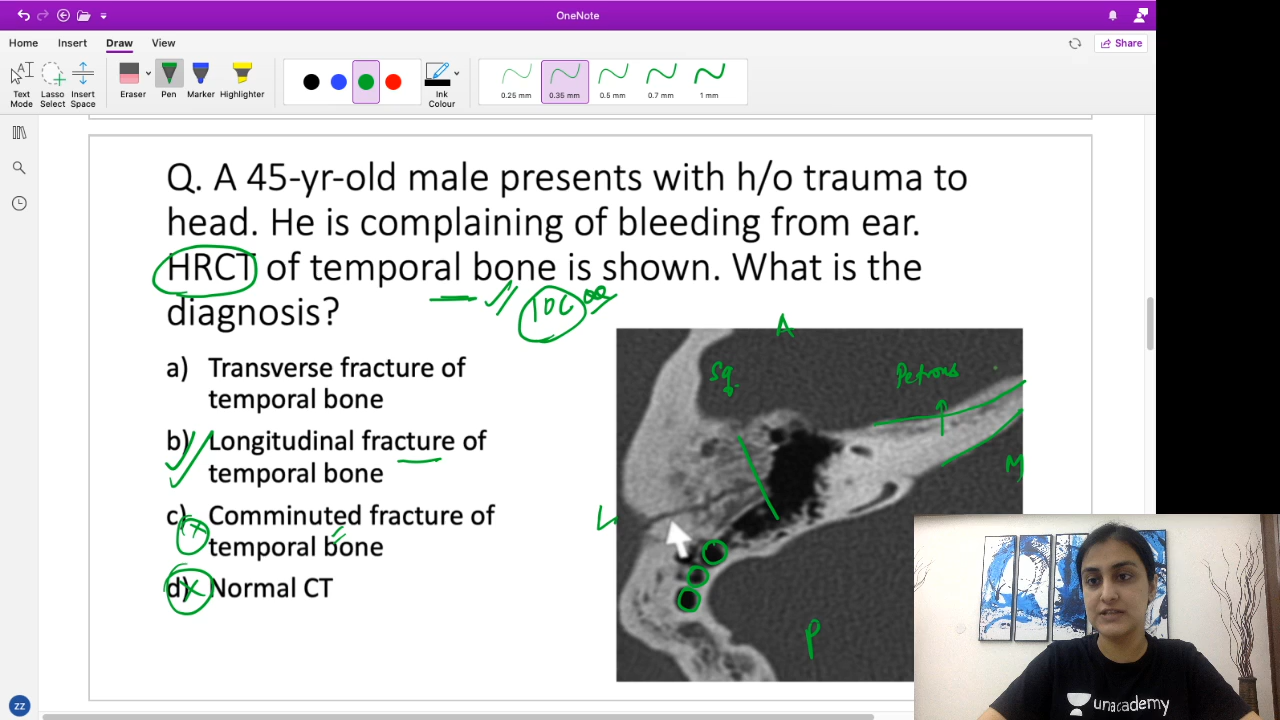 OneNote
Home Insert Draw View
Share
Text Mode
Lasso Select
Insert Space
Eraser
Pen
Marker
Highlighter
Ink Colour
0.25 mm
0.35 mm
0.5 mm
0.7 mm
1 mm
Q. A 45-yr-old male presents with h/o trauma to
head. He is complaining of bleeding from ear.
HRCT of temporal bone is shown. What is the
diagnosis?
IOC
a) Transverse fracture of
temporal bone
b) Longitudinal fracture of
temporal bone
c) Comminuted fracture of
temporal bone
d) Normal CT
A
Sq.
Petrous
M
L
P
unacademy
ZZ